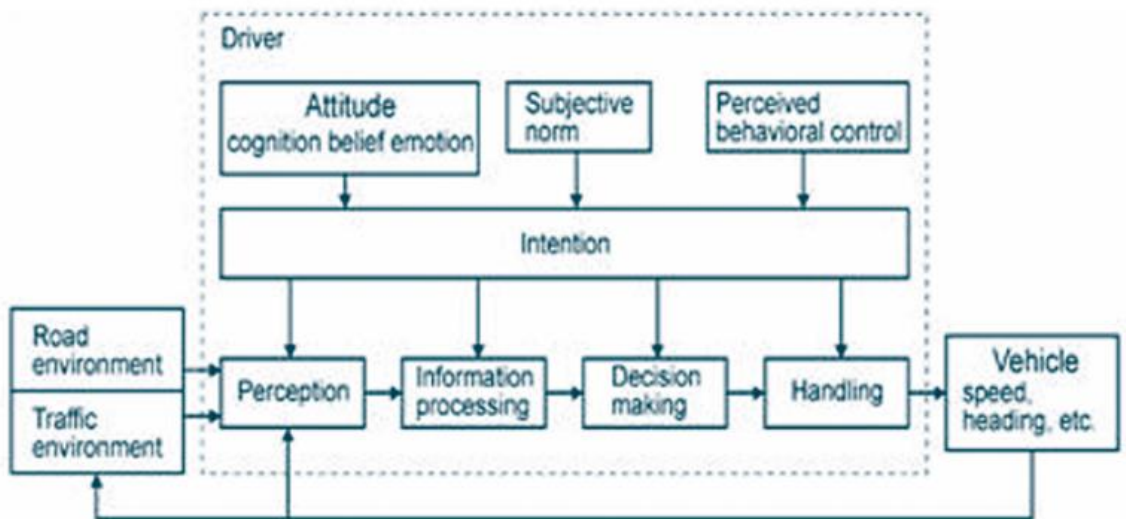 Driver
Attitude
cognition belief emotion
Subjective
norm
Perceived
behavioral control
Intention
Road
environment
Traffic
environment
Perception
Information
processing
Decision
making
Handling
Vehicle
speed,
heading, etc.